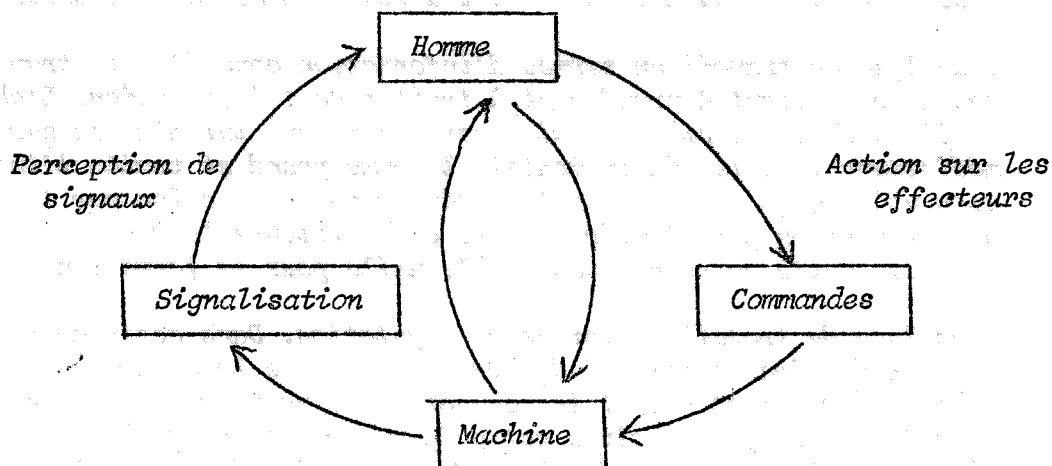 Homme
Perception de
signaux
Action sur les
effecteurs
Signalisation
Commandes
Machine